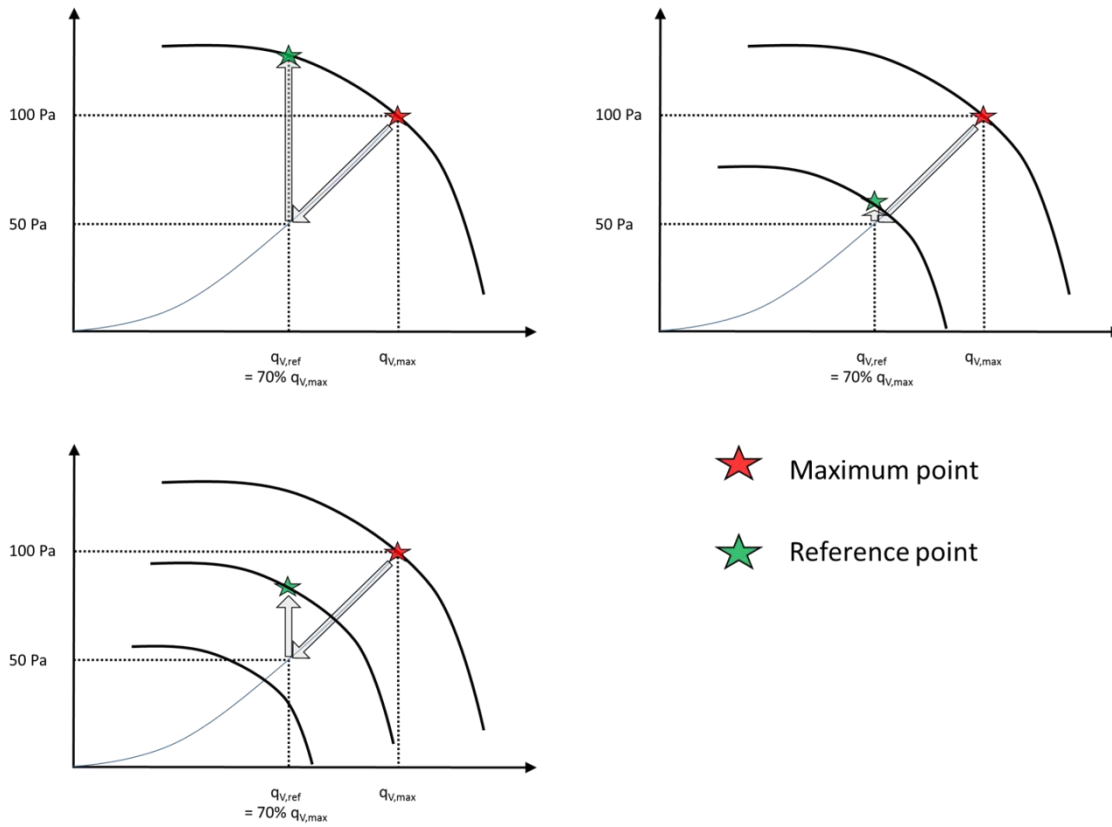 100 Pa
50 Pa
qV,ref
= 70% qV,max
qV,max
100 Pa
50 Pa
qV,ref
= 70% qV,max
qV,max
100 Pa
50 Pa
qV,ref
= 70% qV,max
qV,max
Maximum point
Reference point